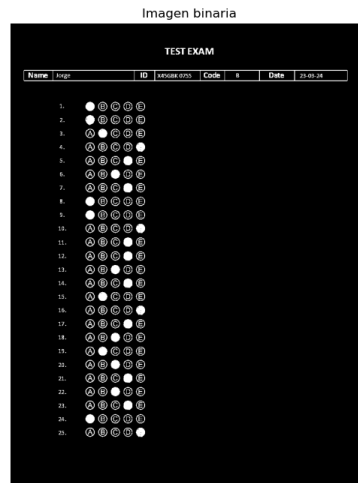 Imagen binaria
TEST EXAM
Name Jorge ID X45GBK 0755 Code Date 23-03-24
1. B C D E
2. B C D E
3. A C D E
4. A B C D
5. A B C E
6. A B D E
7. A B C E
8. B C D E
9. B C D E
10. A B C D
11. A B C E
12. A B C E
13. A B D E
14. A B C E
15. A C D E
16. A B C D
17. A B C E
18. A B D E
19. A C D E
20. A B D E
21. A B C E
22. A B D E
23. A B C E
24. B C D E
25. A B C D